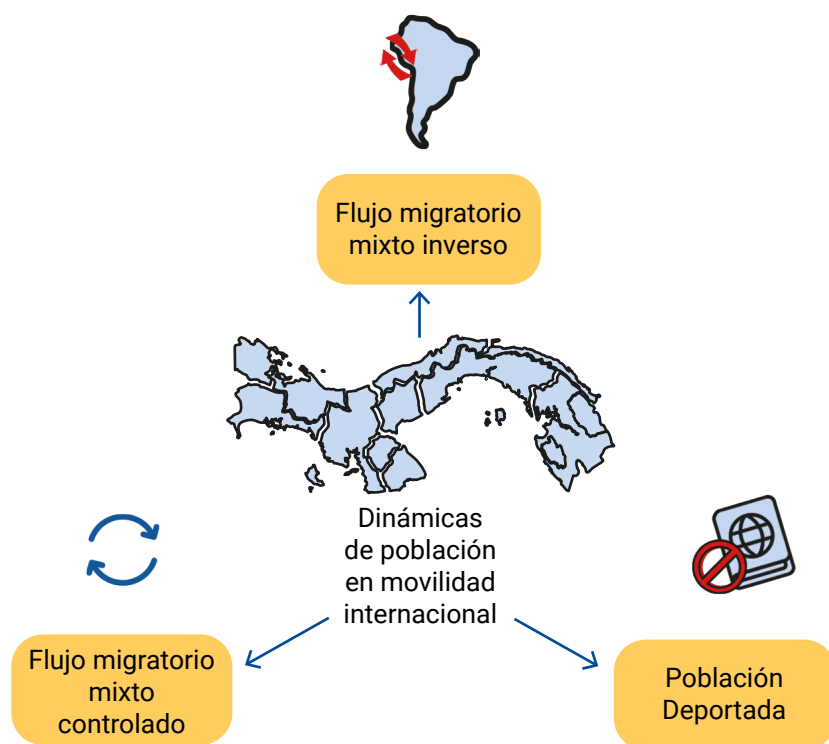 Flujo migratorio
mixto inverso
Dinámicas
de población
en movilidad
internacional
Flujo migratorio
mixto
controlado
Población
Deportada